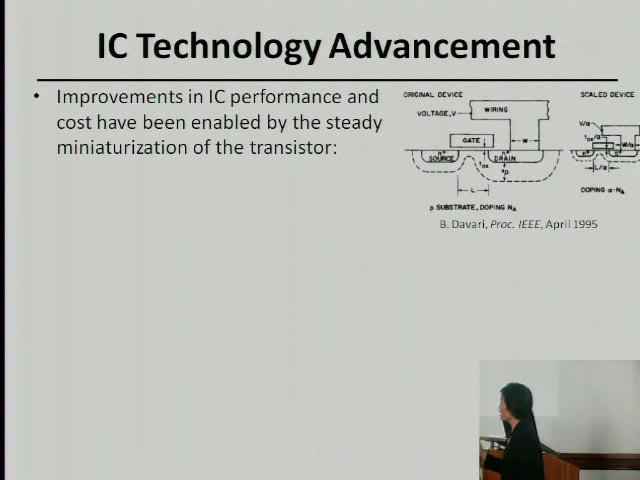 IC Technology Advancement
• Improvements in IC performance and
cost have been enabled by the steady
miniaturization of the transistor:
ORIGINAL DEVICE
VOLTAGE, V
WIRING
GATE
W
n+
SOURCE
n+
DRAIN
tox
L
p SUBSTRATE, DOPING NA
SCALED DEVICE
V/α
tox/α
W/α
L/α
DOPING α·NA
B. Davari, Proc. IEEE, April 1995